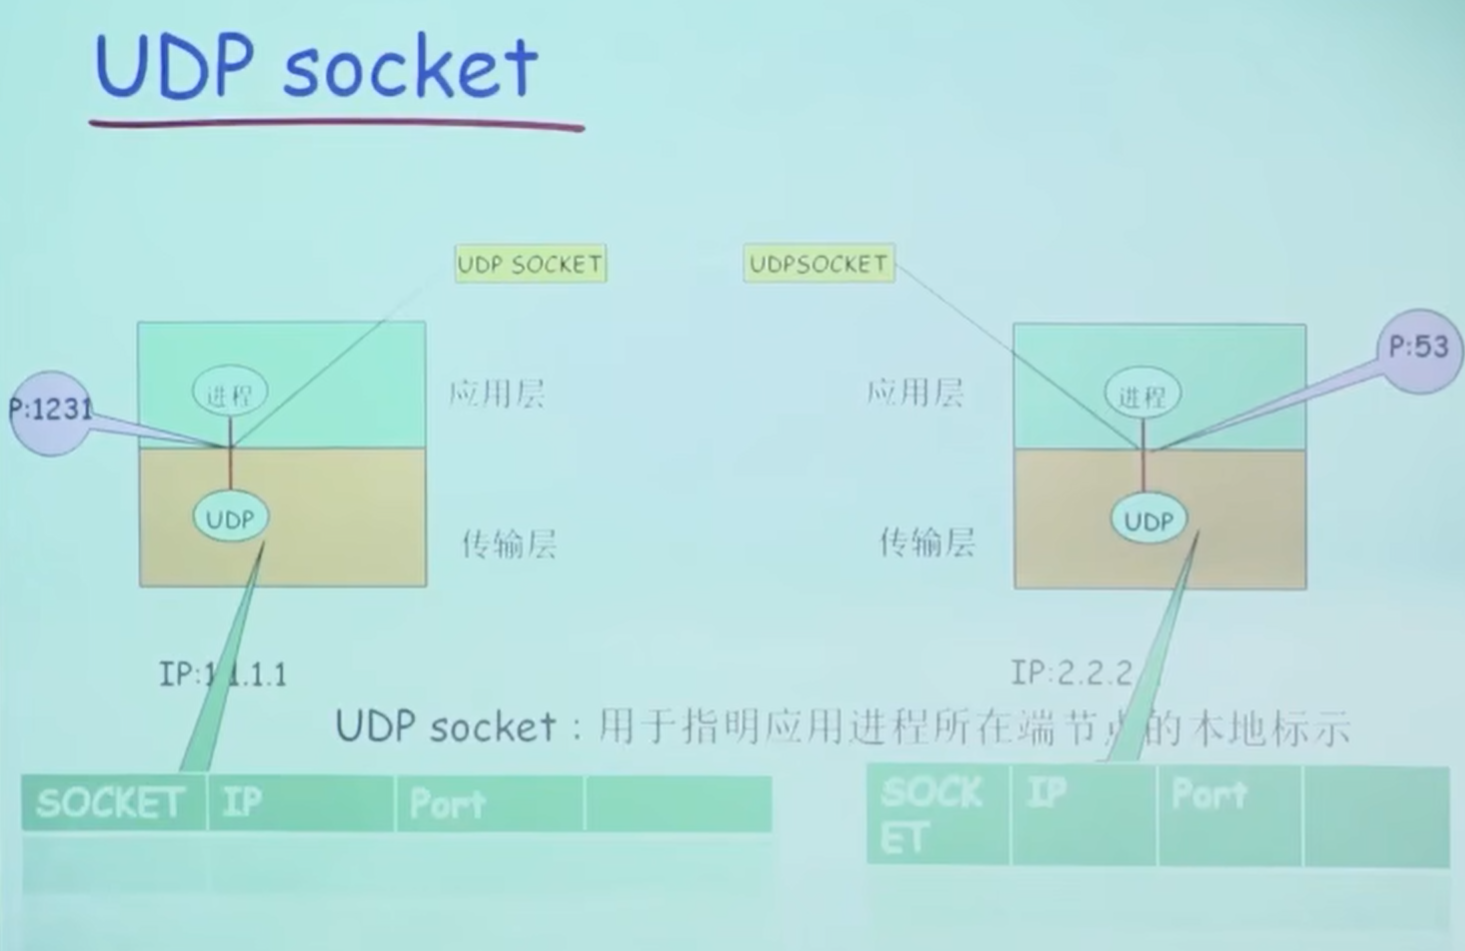 UDP socket
UDP SOCKET
UDPSOCKET
P:53
应用层
应用层
进程
进程
P:1231
UDP
UDP
传输层
传输层
IP:1.1.1.1
IP:2.2.2
UDP socket：用于指明应用进程所在端节点的本地标示
SOCKET
IP
Port
SOCK
ET
IP
Port